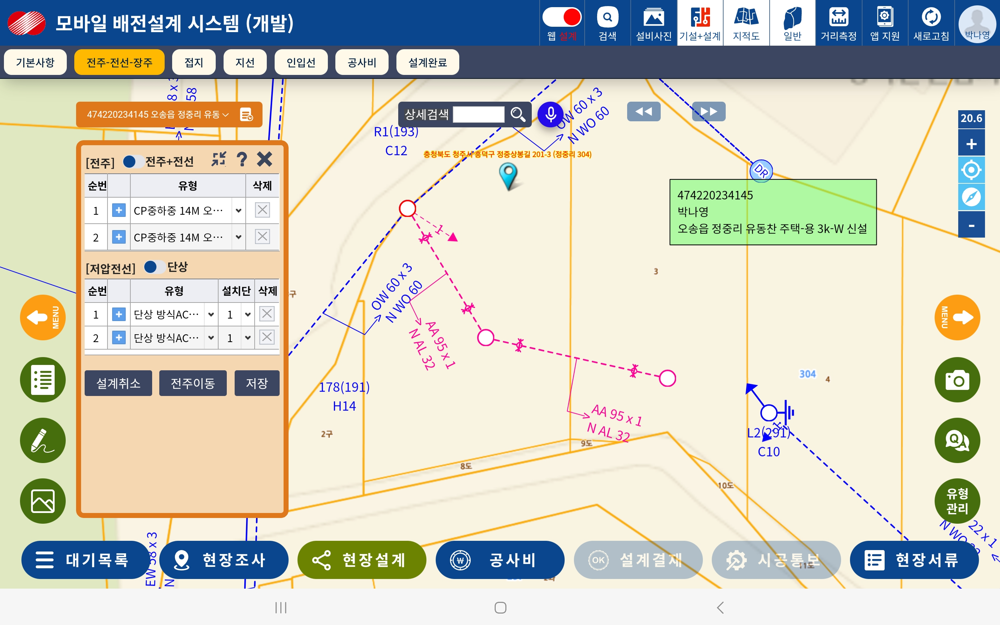 모바일 배전설계 시스템 (개발)
웹 설계
검색
설비사진
기설+설계
지적도
일반
거리측정
앱 지원
새로고침
박나영
기본사항
전주-전선-장주
접지
지선
인입선
공사비
설계완료
474220234145 오송읍 정중리 유동
상세검색
20.6
+
-
[전주] 전주+전선
순번 유형 삭제
1 CP중하중 14M 오…
2 CP중하중 14M 오…
[저압전선] 단상
순번 유형 설치단 삭제
1 단상 방식AC… 1
2 단상 방식AC… 1
설계취소
전주이동
저장
R1(193)
C12
OW 60 x 3
N WO 60
충청북도 청주시 흥덕구 정중상봉길 201-3 (정중리 304)
DR
474220234145
박나영
오송읍 정중리 유동찬 주택-용 3k-W 신설
1
OW 60 x 3
N WO 60
AA 95 x 1
N AL 32
AA 95 x 1
N AL 32
178(191)
H14
2구
3
304
4
L2(291)
C10
1
9도
8도
10도
11도
8 x 3
58
EW 58 x 3
N
22 x 1
N WO
MENU
MENU
Q
A
유형
관리
대기목록
현장조사
현장설계
공사비
OK
설계결재
시공통보
현장서류